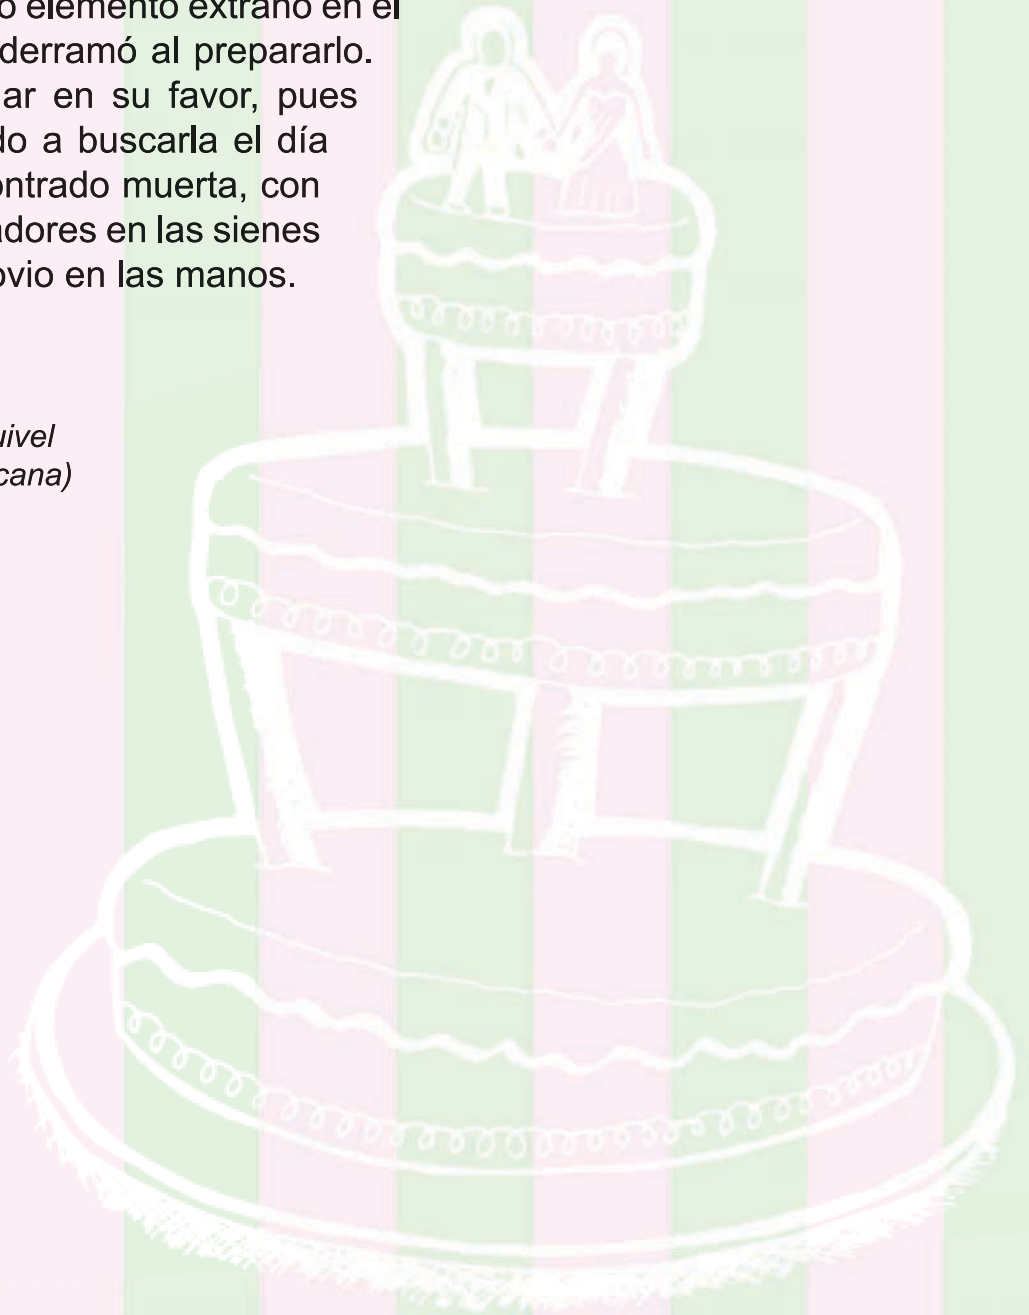 o elemento extraño en el
derramó al prepararlo.
ar en su favor, pues
do a buscarla el día
ontrado muerta, con
adores en las sienes
ovio en las manos.
uivel
cana)